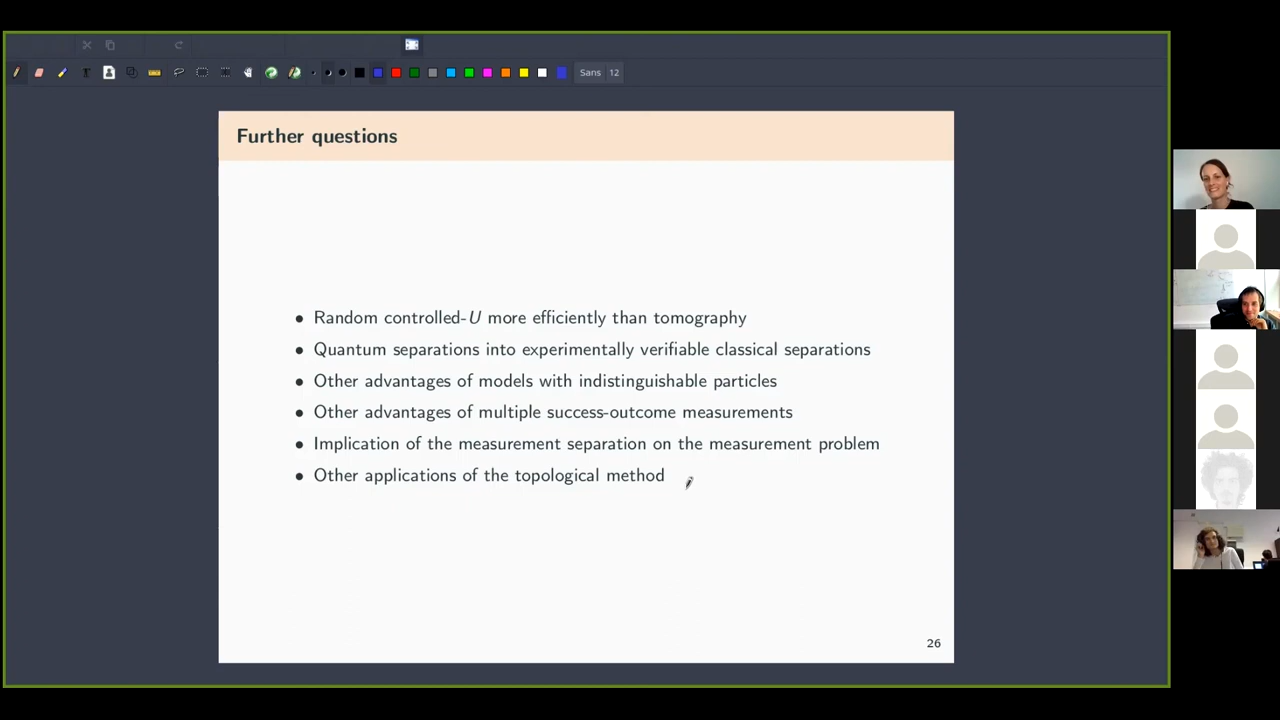 Sans 12
Further questions
• Random controlled-U more efficiently than tomography
• Quantum separations into experimentally verifiable classical separations
• Other advantages of models with indistinguishable particles
• Other advantages of multiple success-outcome measurements
• Implication of the measurement separation on the measurement problem
• Other applications of the topological method
26